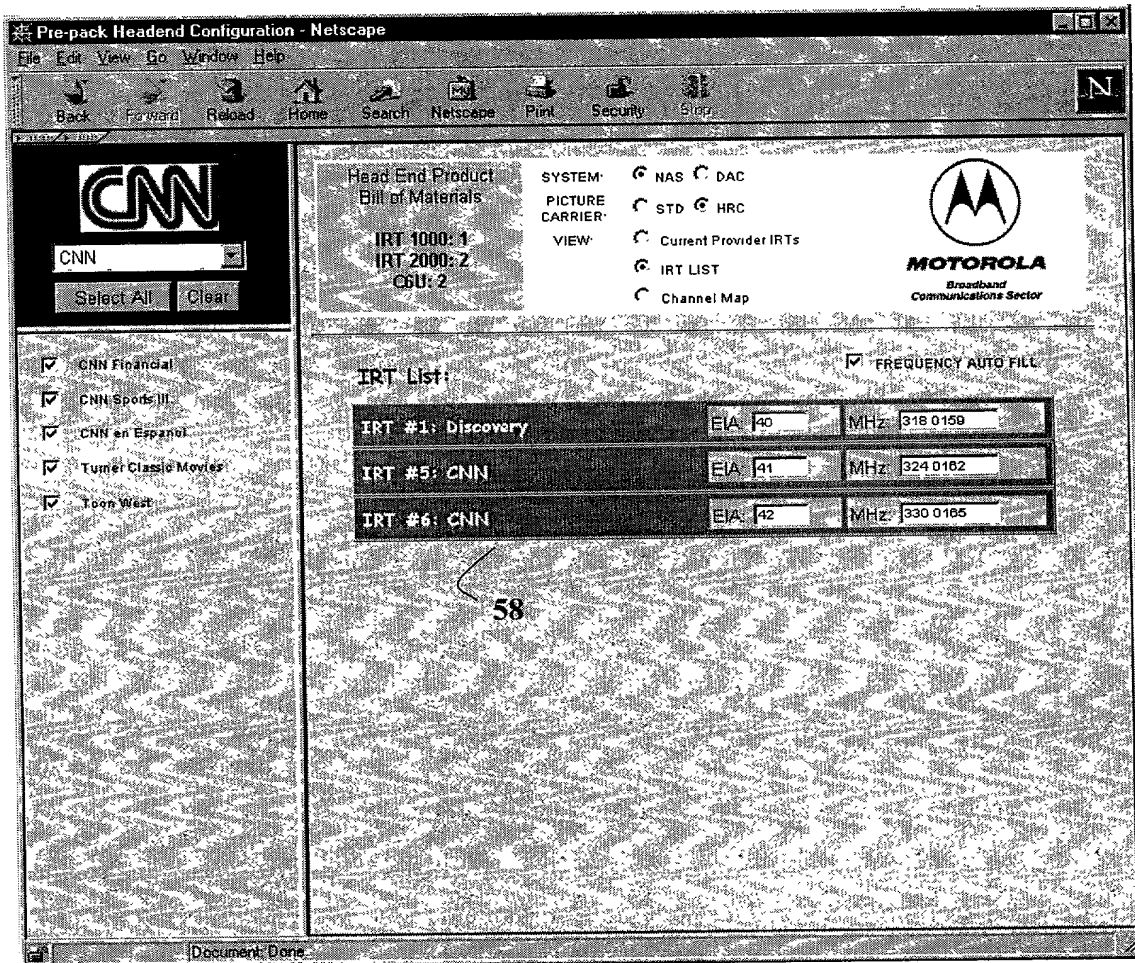 Pre-pack Headend Configuration - Netscape
File Edit View Go Window Help
Back Forward Reload Home Search Netscape Print Security Stop
N
CNN
CNN
Select All Clear
CNN Financial
CNN Sports Ill.
CNN en Espanol
Turner Classic Movies
Toon West
Head End Product
Bill of Materials
IRT 1000: 1
IRT 2000: 2
C6U: 2
SYSTEM: NAS DAC
PICTURE CARRIER: STD HRC
VIEW: Current Provider IRTs
IRT LIST
Channel Map
MOTOROLA
Broadband
Communications Sector
IRT List:
FREQUENCY AUTO FILL
IRT #1: Discovery EIA: 40 MHz: 318 0159
IRT #5: CNN EIA: 41 MHz: 324 0162
IRT #6: CNN EIA: 42 MHz: 330 0165
58
Document: Done